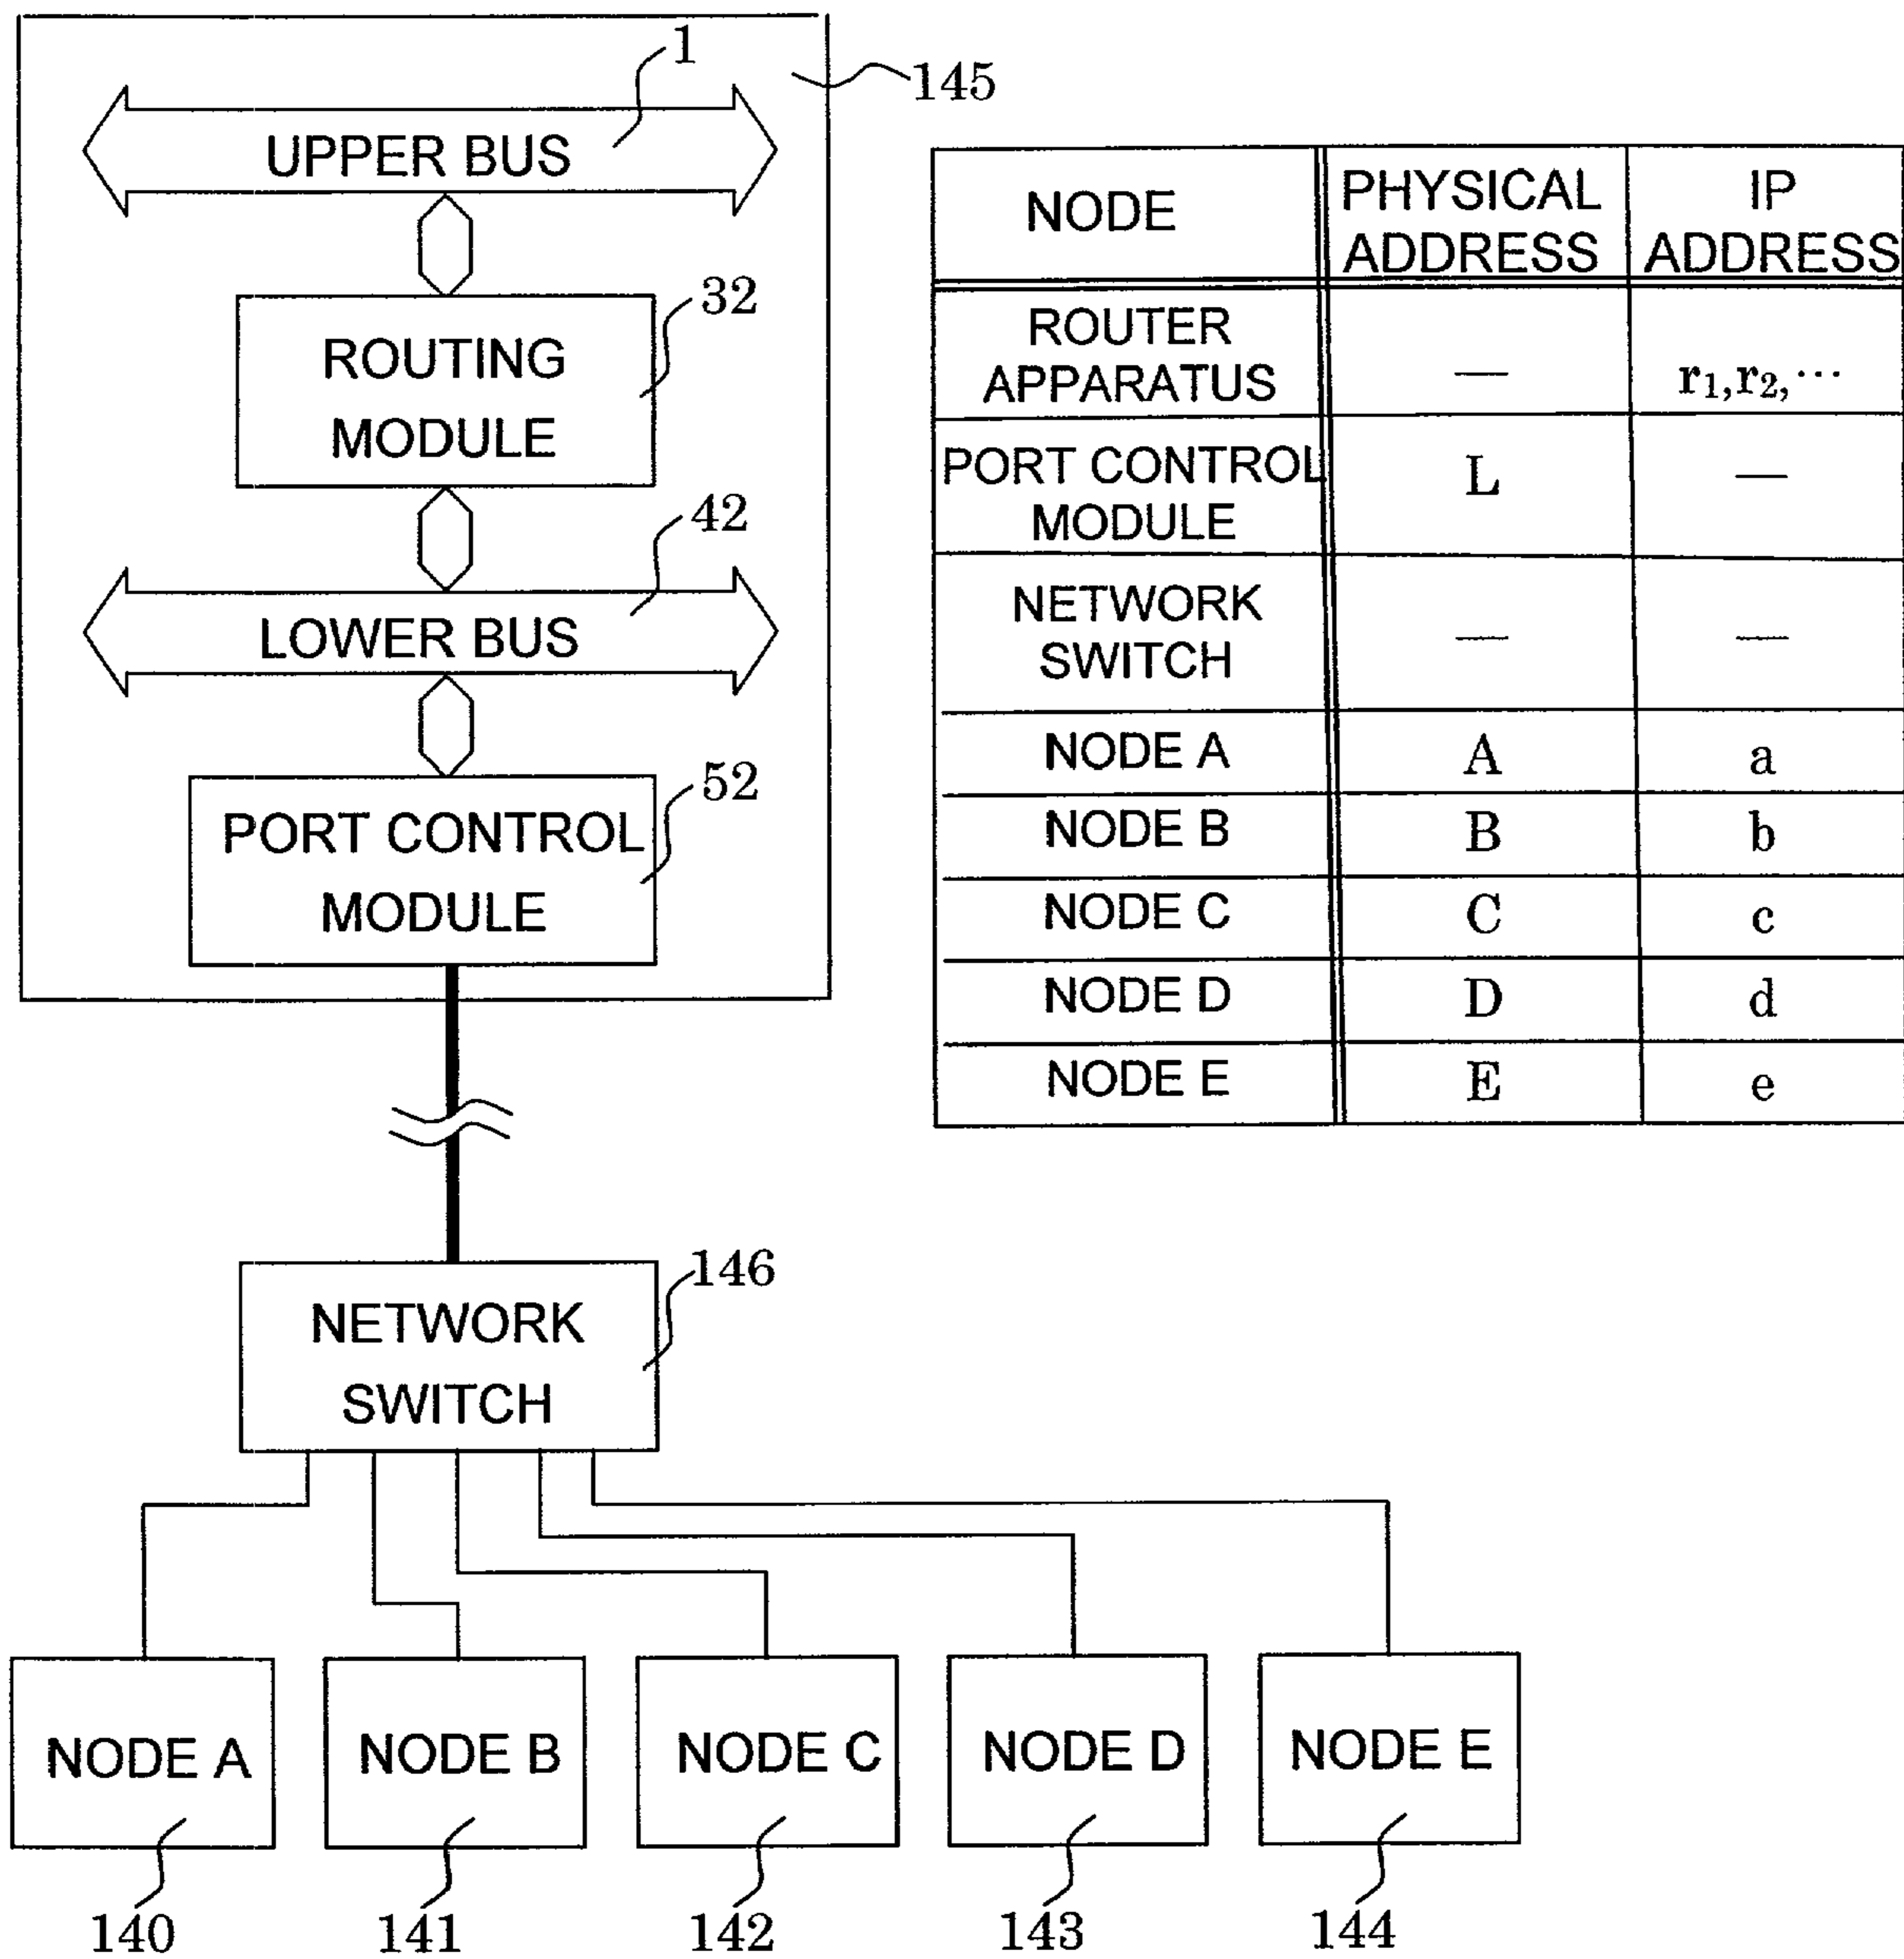 1
145
UPPER BUS
32
ROUTING
MODULE
42
LOWER BUS
52
PORT CONTROL
MODULE
146
NETWORK
SWITCH
NODE A
NODE B
NODE C
NODE D
NODE E
140
141
142
143
144
NODE PHYSICAL ADDRESS IP ADDRESS
ROUTER APPARATUS — r₁,r₂,⋯
PORT CONTROL MODULE L —
NETWORK SWITCH — —
NODE A A a
NODE B B b
NODE C C c
NODE D D d
NODE E E e